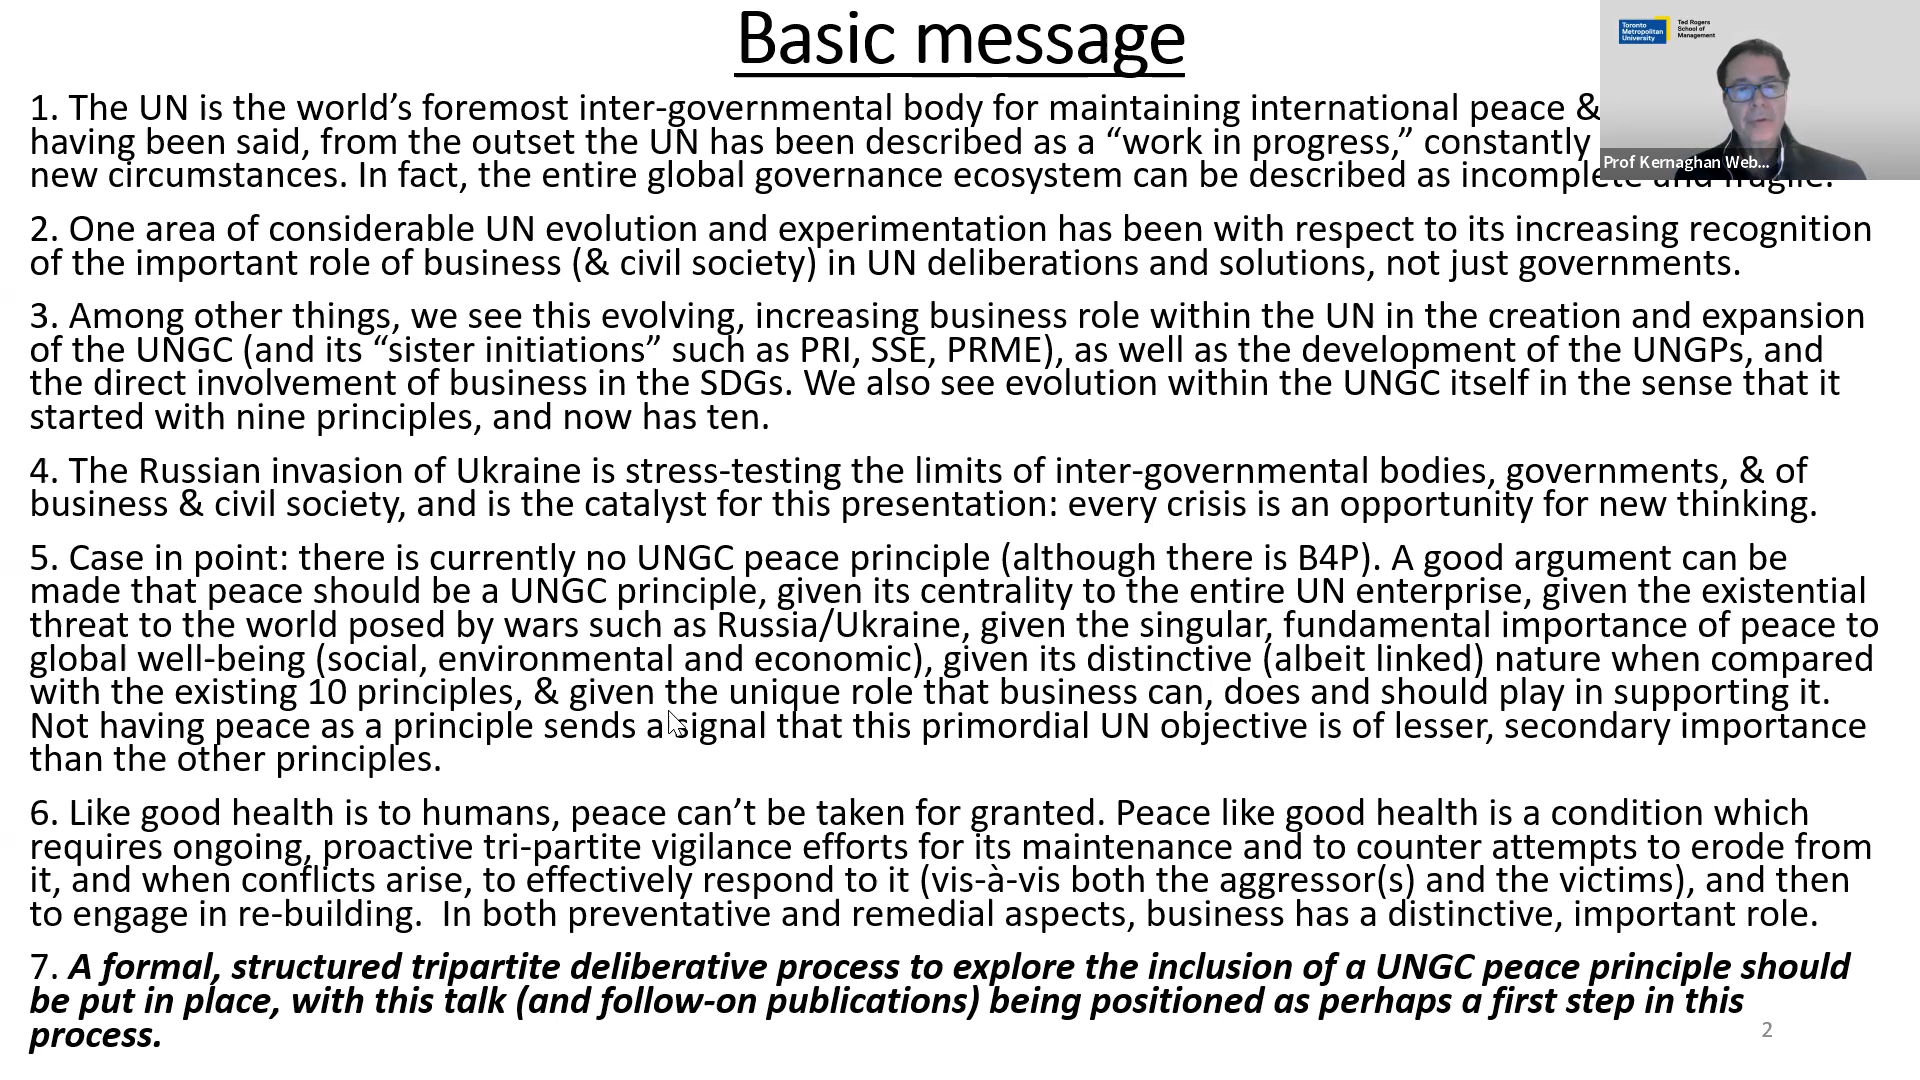 Basic message
Toronto
Metropolitan
University
Ted Rogers
School of
Management
Prof Kernaghan Web...
1. The UN is the world’s foremost inter-governmental body for maintaining international peace &
having been said, from the outset the UN has been described as a “work in progress,” constantly
new circumstances. In fact, the entire global governance ecosystem can be described as incomplete and fragile.
2. One area of considerable UN evolution and experimentation has been with respect to its increasing recognition
of the important role of business (& civil society) in UN deliberations and solutions, not just governments.
3. Among other things, we see this evolving, increasing business role within the UN in the creation and expansion
of the UNGC (and its “sister initiations” such as PRI, SSE, PRME), as well as the development of the UNGPs, and
the direct involvement of business in the SDGs. We also see evolution within the UNGC itself in the sense that it
started with nine principles, and now has ten.
4. The Russian invasion of Ukraine is stress-testing the limits of inter-governmental bodies, governments, & of
business & civil society, and is the catalyst for this presentation: every crisis is an opportunity for new thinking.
5. Case in point: there is currently no UNGC peace principle (although there is B4P). A good argument can be
made that peace should be a UNGC principle, given its centrality to the entire UN enterprise, given the existential
threat to the world posed by wars such as Russia/Ukraine, given the singular, fundamental importance of peace to
global well-being (social, environmental and economic), given its distinctive (albeit linked) nature when compared
with the existing 10 principles, & given the unique role that business can, does and should play in supporting it.
Not having peace as a principle sends a signal that this primordial UN objective is of lesser, secondary importance
than the other principles.
6. Like good health is to humans, peace can’t be taken for granted. Peace like good health is a condition which
requires ongoing, proactive tri-partite vigilance efforts for its maintenance and to counter attempts to erode from
it, and when conflicts arise, to effectively respond to it (vis-à-vis both the aggressor(s) and the victims), and then
to engage in re-building.  In both preventative and remedial aspects, business has a distinctive, important role.
7. A formal, structured tripartite deliberative process to explore the inclusion of a UNGC peace principle should
be put in place, with this talk (and follow-on publications) being positioned as perhaps a first step in this
process.
2